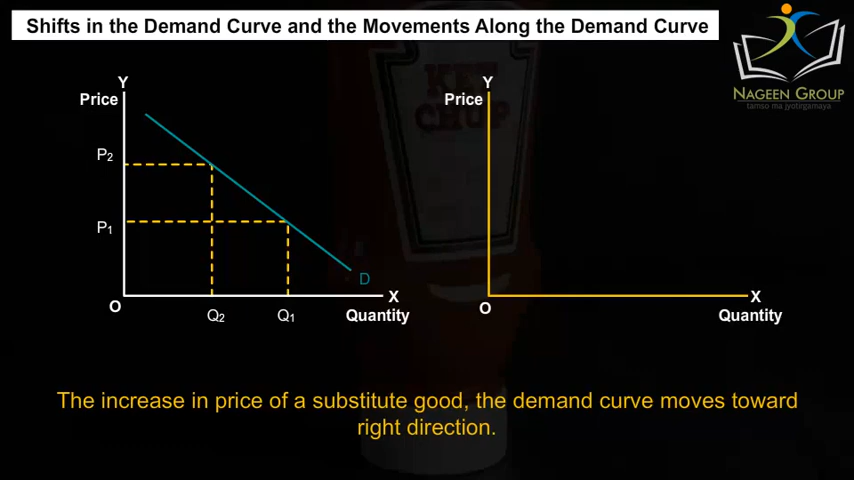 Shifts in the Demand Curve and the Movements Along the Demand Curve
NAGEEN GROUP
tamso ma jyotirgamaya
KET
CHUP
Y
Price
P2
P1
O
Q2
Q1
D
X
Quantity
Y
Price
O
X
Quantity
The increase in price of a substitute good, the demand curve moves toward
right direction.